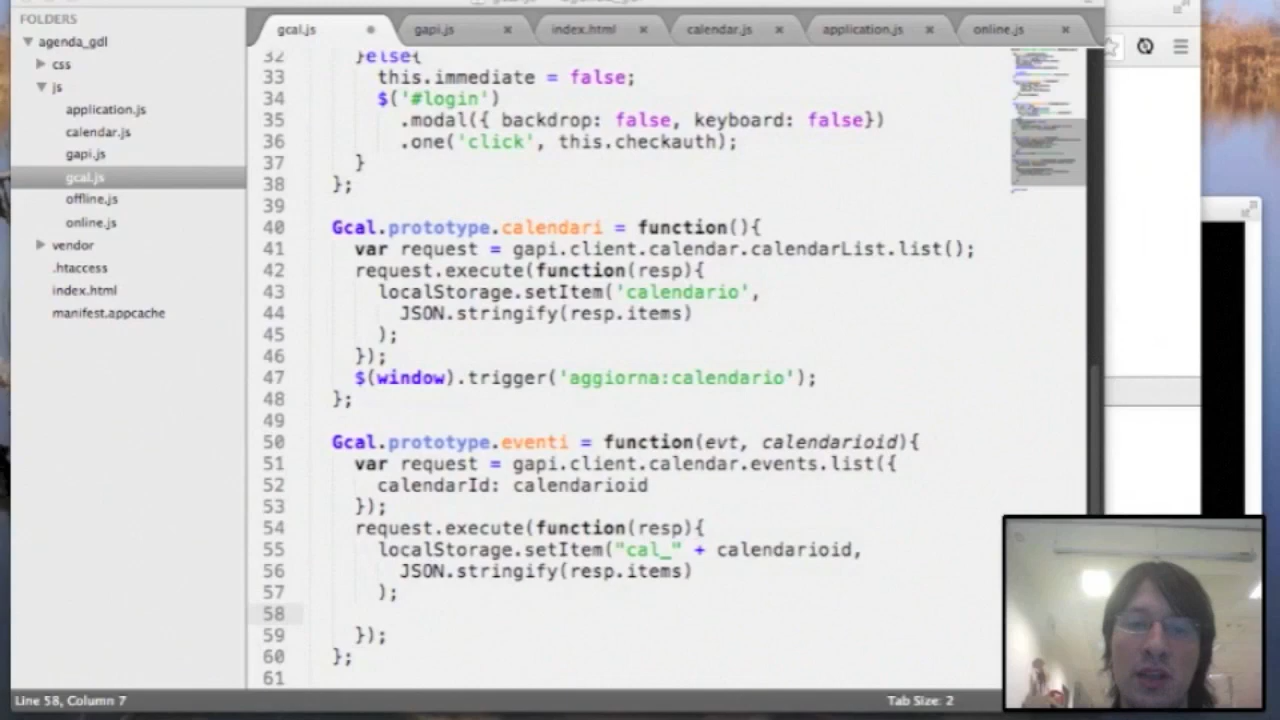 FOLDERS
agenda_gdl
css
js
application.js
calendar.js
gapi.js
gcal.js
offline.js
online.js
vendor
.htaccess
index.html
manifest.appcache
gcal.js
gapi.js
index.html
calendar.js
application.js
online.js
32 }else{
33 this.immediate = false;
34 $('#login')
35 .modal({ backdrop: false, keyboard: false})
36 .one('click', this.checkauth);
37 }
38 };
39
40 Gcal.prototype.calendari = function(){
41 var request = gapi.client.calendar.calendarList.list();
42 request.execute(function(resp){
43 localStorage.setItem('calendario',
44 JSON.stringify(resp.items)
45 );
46 });
47 $(window).trigger('aggiorna:calendario');
48 };
49
50 Gcal.prototype.eventi = function(evt, calendarioid){
51 var request = gapi.client.calendar.events.list({
52 calendarId: calendarioid
53 });
54 request.execute(function(resp){
55 localStorage.setItem("cal_" + calendarioid,
56 JSON.stringify(resp.items)
57 );
58
59 });
60 };
61
Line 58, Column 7
Tab Size: 2